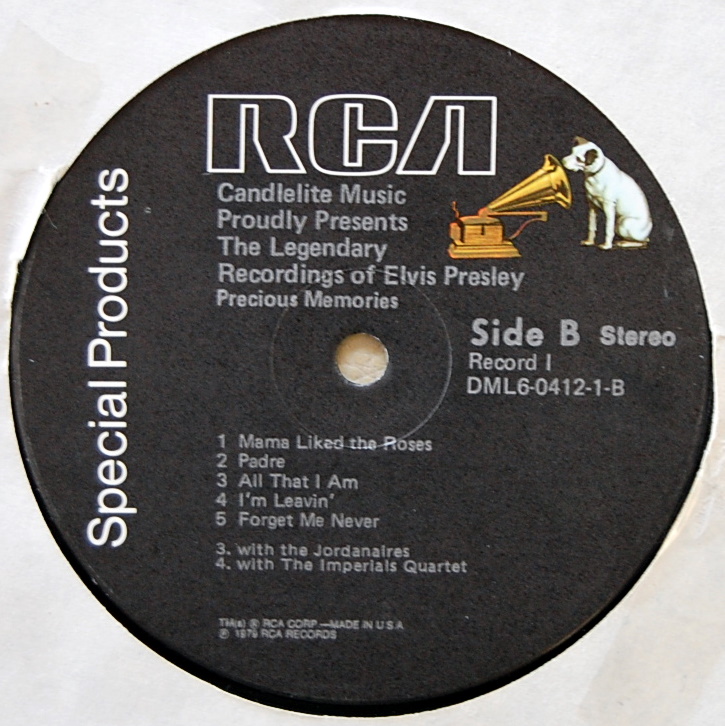 RCA
Special Products
Candlelite Music
Proudly Presents
The Legendary
Recordings of Elvis Presley
Precious Memories
Side B Stereo
Record I
DML6-0412-1-B
1 Mama Liked the Roses
2 Padre
3 All That I Am
4 I'm Leavin'
5 Forget Me Never
3. with the Jordanaires
4. with The Imperials Quartet
TM(s) ® RCA CORP.—MADE IN U.S.A
℗ 1979 RCA RECORDS